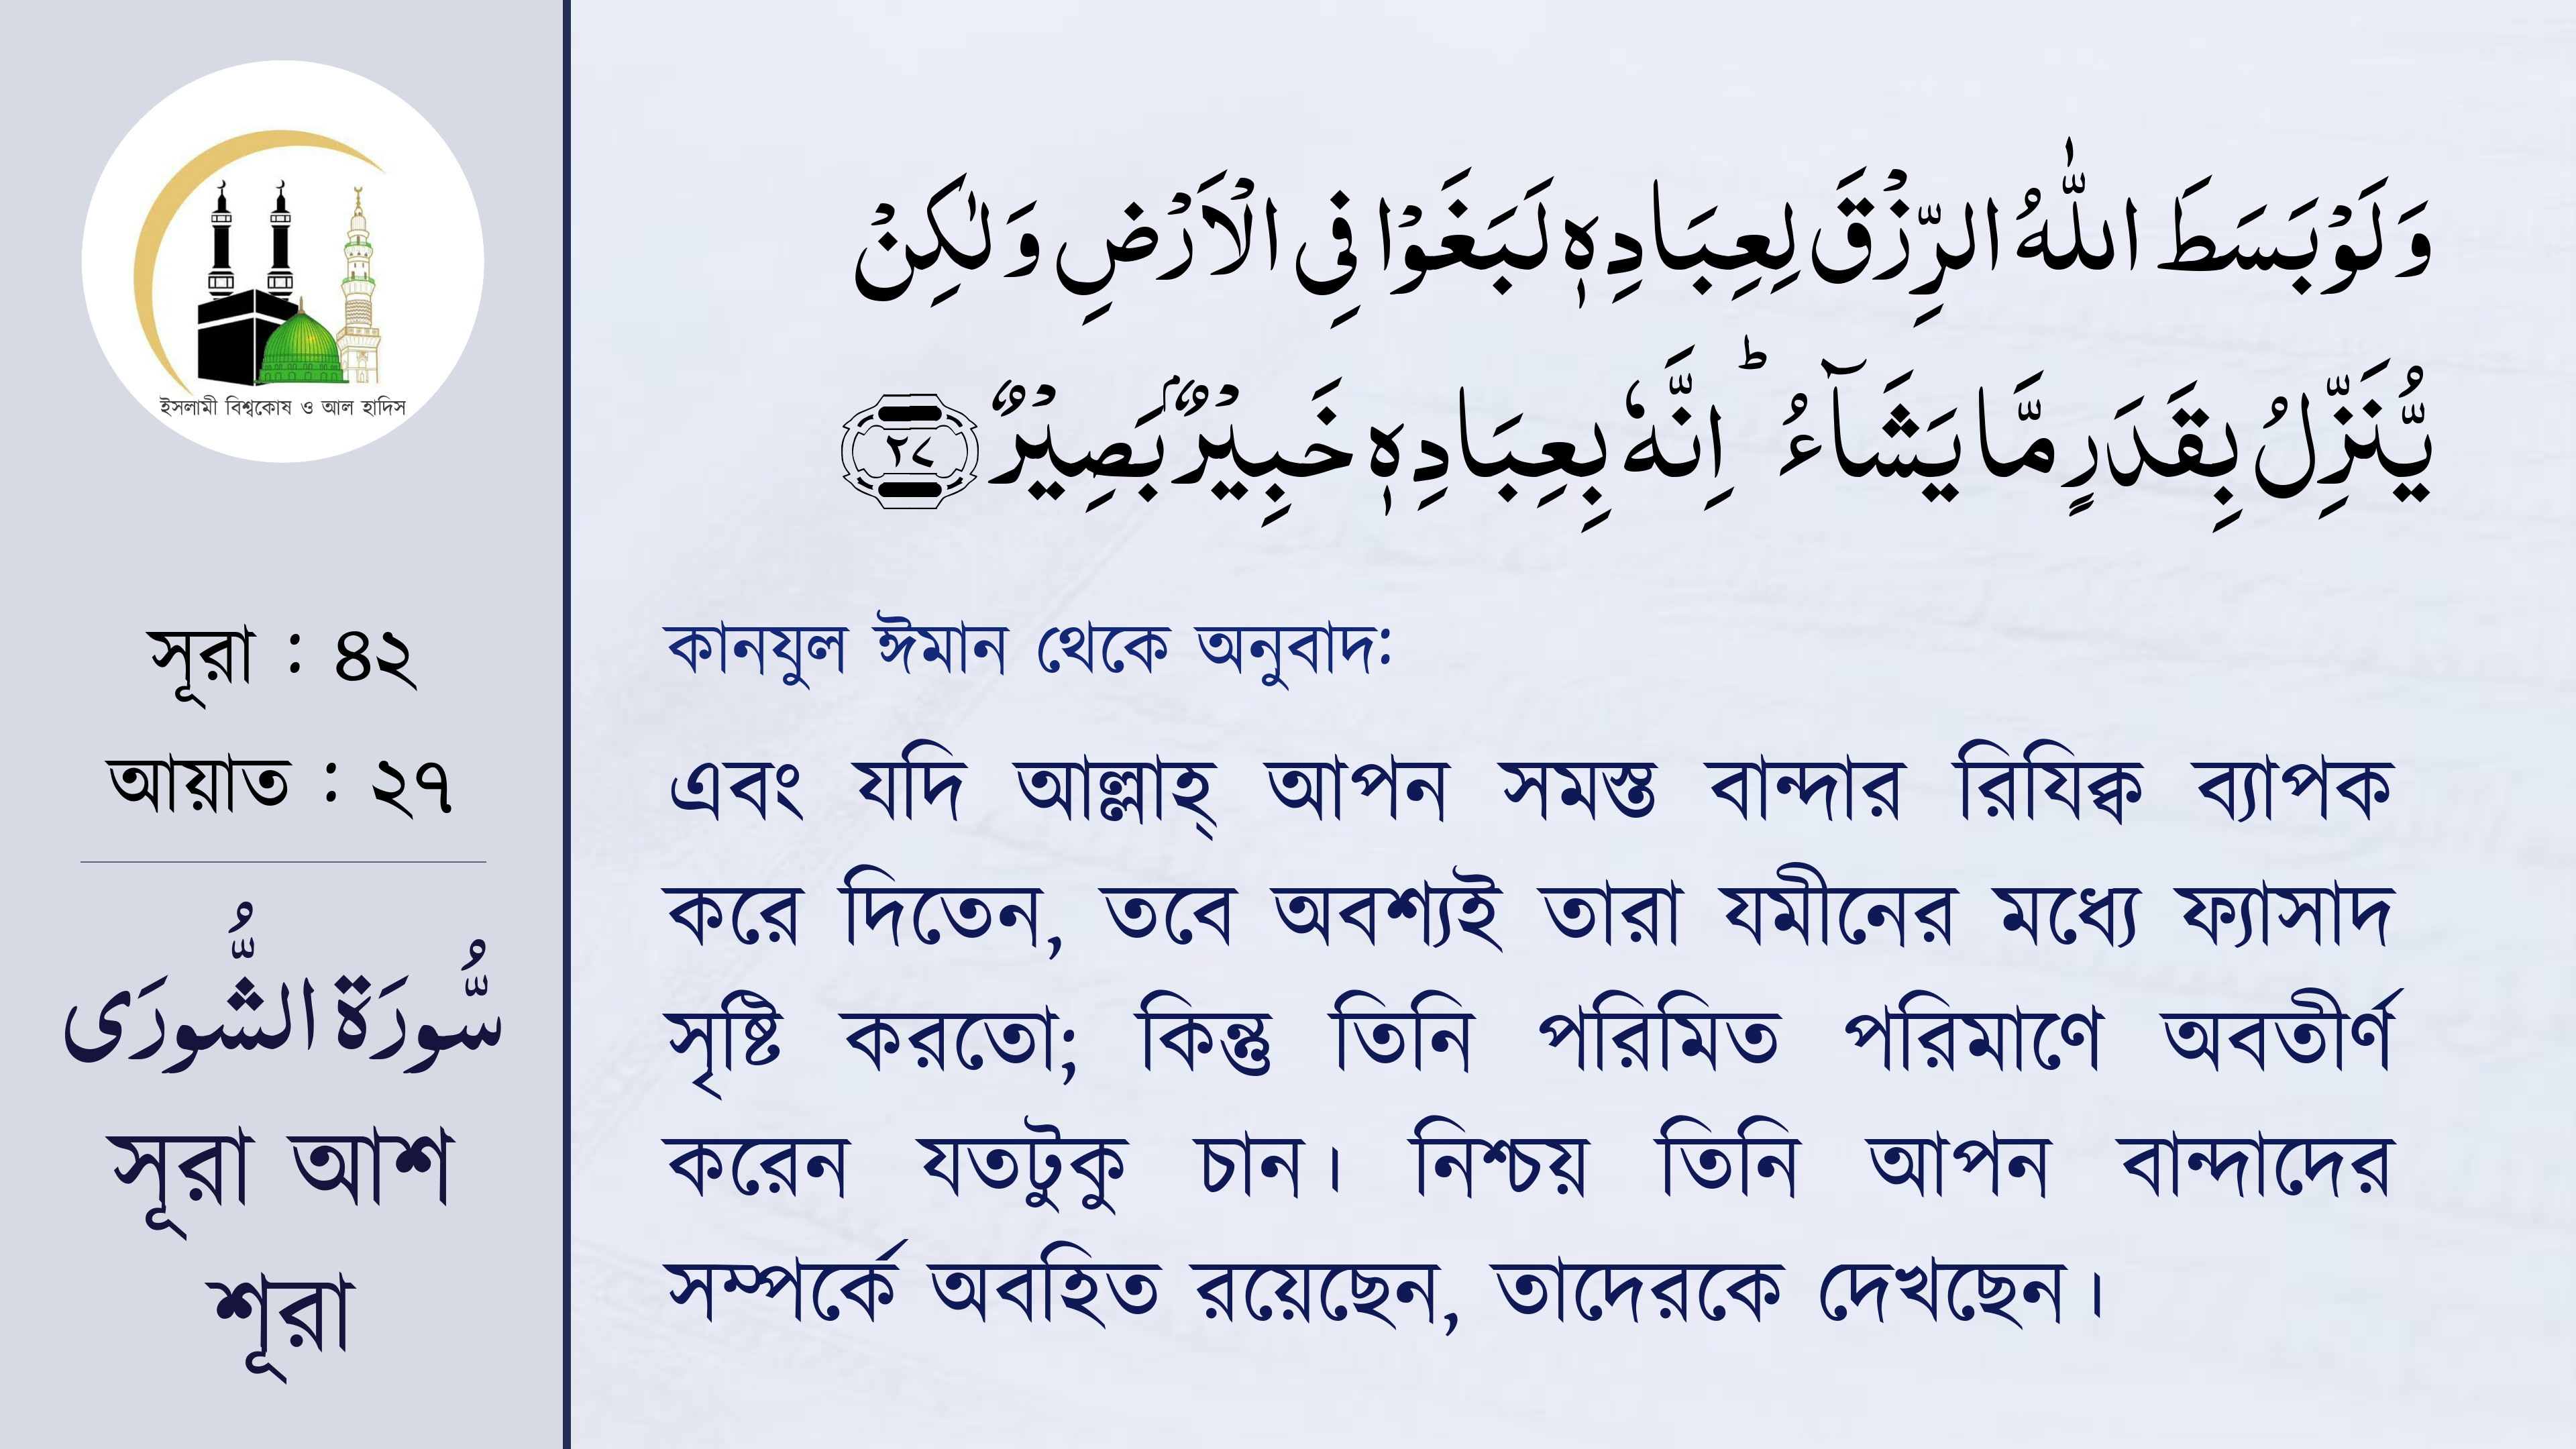 ইসলামী বিশ্বকোষ ও আল হাদিস
সূরা : ৪২
আয়াত : ২৭
سُّورَة الشُّورَى
সূরা আশ
শূরা
وَلَوْ بَسَطَ اللّٰهُ الرِّزْقَ لِعِبَادِهٖ لَبَغَوْا فِی الْاَرْضِ وَلٰكِنْ
یُّنَزِّلُ بِقَدَرٍ مَّا یَشَآءُ ؕ اِنَّهٗ بِعِبَادِهٖ خَبِیْرٌۢ بَصِیْرٌ ﴿۲۷﴾
কানযুল ঈমান থেকে অনুবাদ:
এবং যদি আল্লাহ্ আপন সমস্ত বান্দার রিযিক্ব ব্যাপক
করে দিতেন, তবে অবশ্যই তারা যমীনের মধ্যে ফ্যাসাদ
সৃষ্টি করতো; কিন্তু তিনি পরিমিত পরিমাণে অবতীর্ণ
করেন যতটুকু চান। নিশ্চয় তিনি আপন বান্দাদের
সম্পর্কে অবহিত রয়েছেন, তাদেরকে দেখছেন।